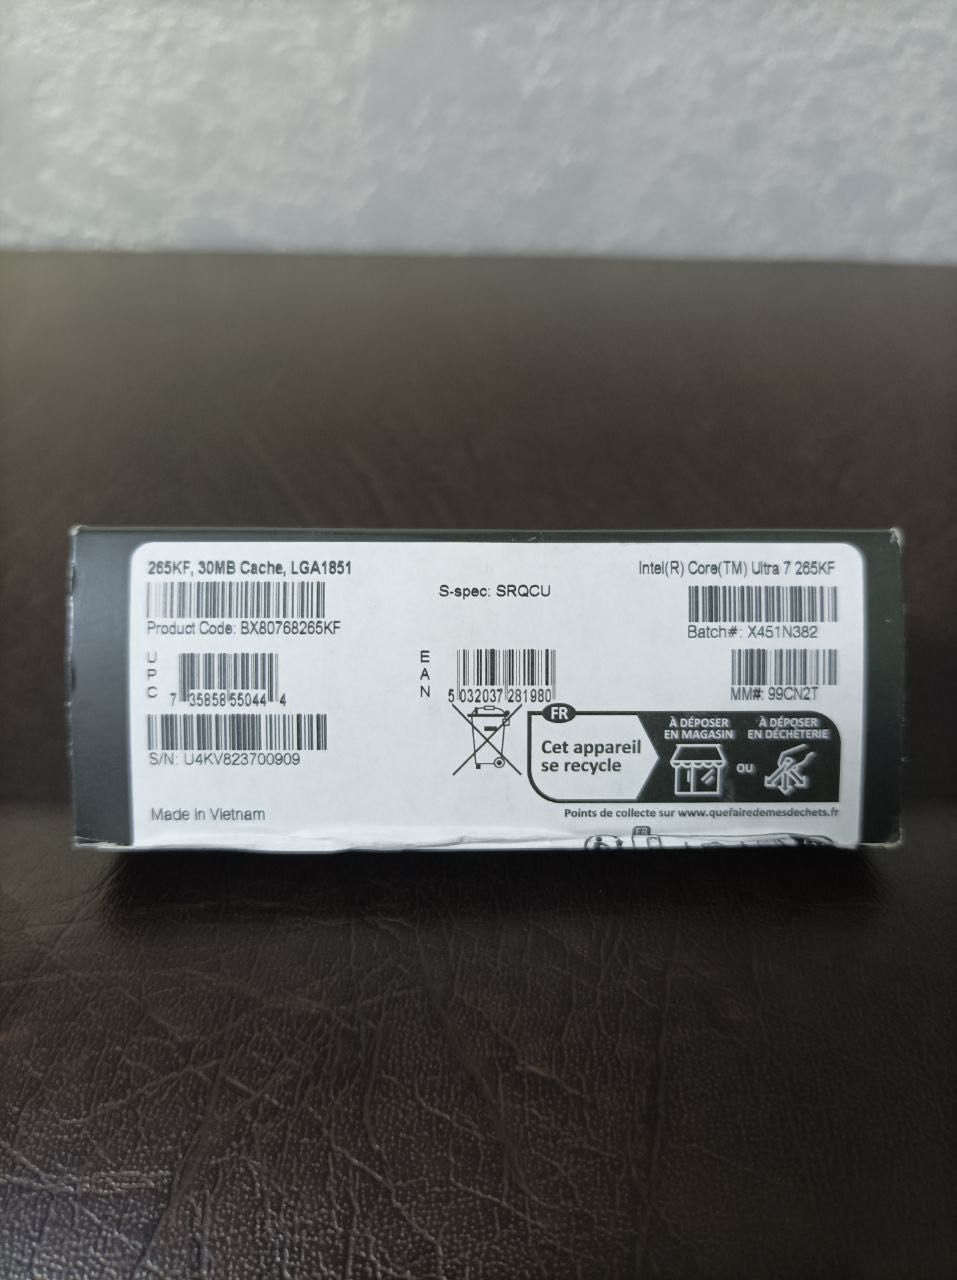 265KF, 30MB Cache, LGA1851
Intel(R) Core(TM) Ultra 7 265KF
S-spec: SRQCU
Product Code: BX80768265KF
Batch#: X451N382
UPC
7 35858 55044 4
EAN
5 032037 281980
MM#: 99CN2T
S/N: U4KV823700909
FR
Cet appareil
se recycle
À DÉPOSER
EN MAGASIN
OU
À DÉPOSER
EN DÉCHÈTERIE
Points de collecte sur www.quefairedemesdechets.fr
Made in Vietnam
FR